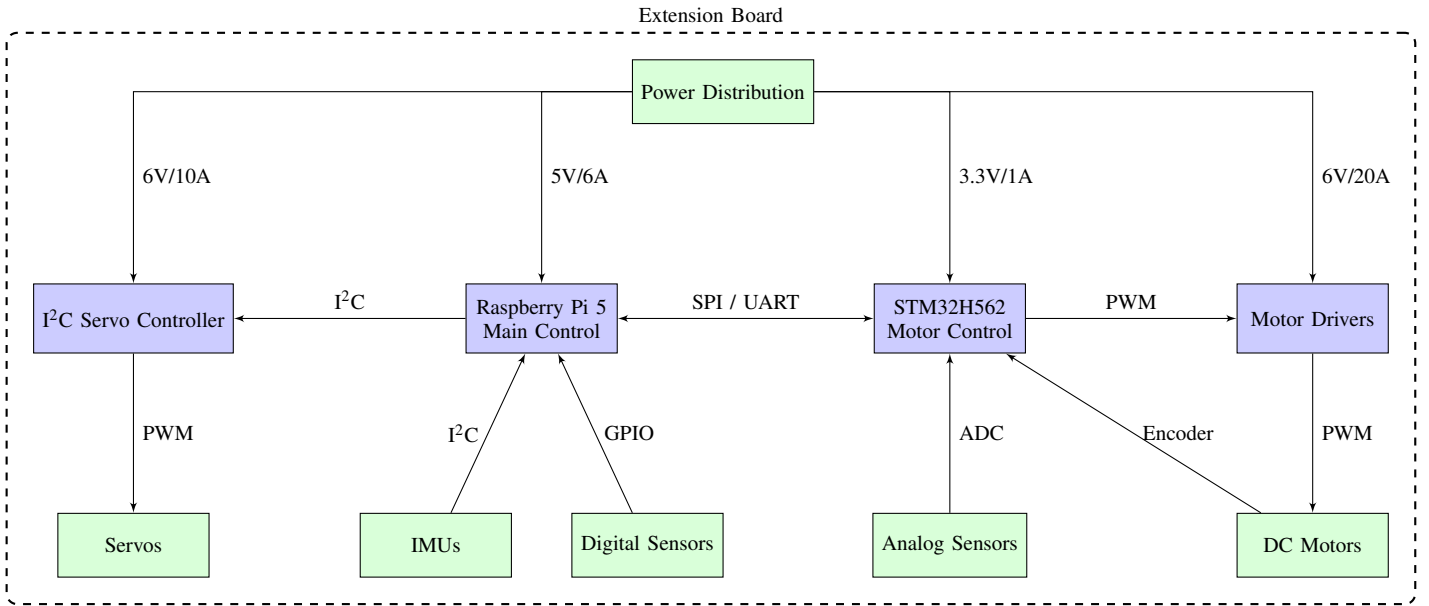 Extension Board
Power Distribution
6V/10A
5V/6A
3.3V/1A
6V/20A
I²C Servo Controller
I²C
Raspberry Pi 5
Main Control
SPI / UART
STM32H562
Motor Control
PWM
Motor Drivers
PWM
I²C
GPIO
ADC
Encoder
PWM
Servos
IMUs
Digital Sensors
Analog Sensors
DC Motors